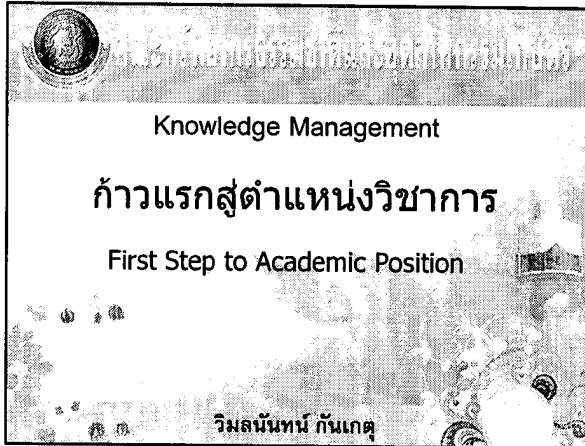 Knowledge Management
ก้าวแรกสู่ตำแหน่งวิชาการ
First Step to Academic Position
วิมลนันทน์ กันเกตุ